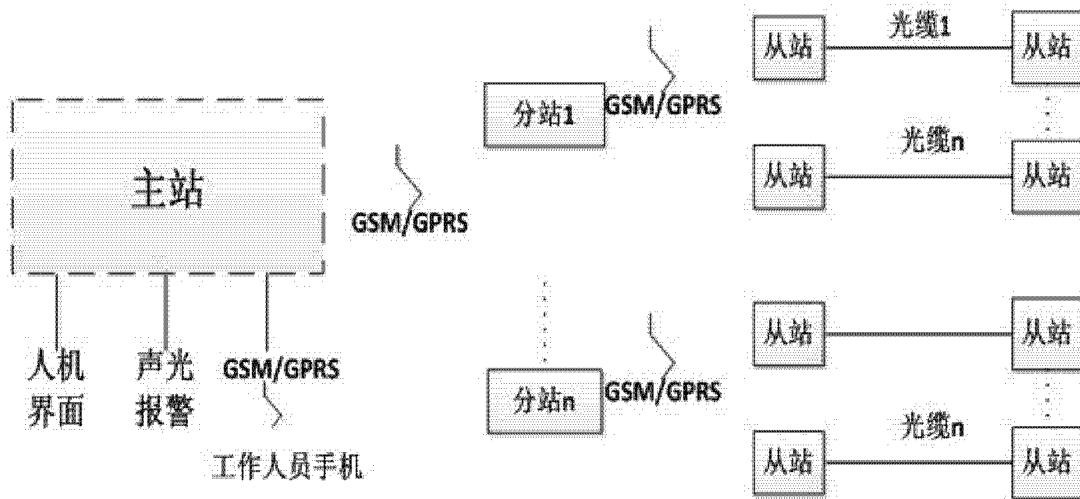 主站
人机
界面
声光
报警
GSM/GPRS
工作人员手机
GSM/GPRS
分站1
GSM/GPRS
从站
光缆1
从站
从站
光缆n
从站
分站n
GSM/GPRS
从站
从站
从站
光缆n
从站